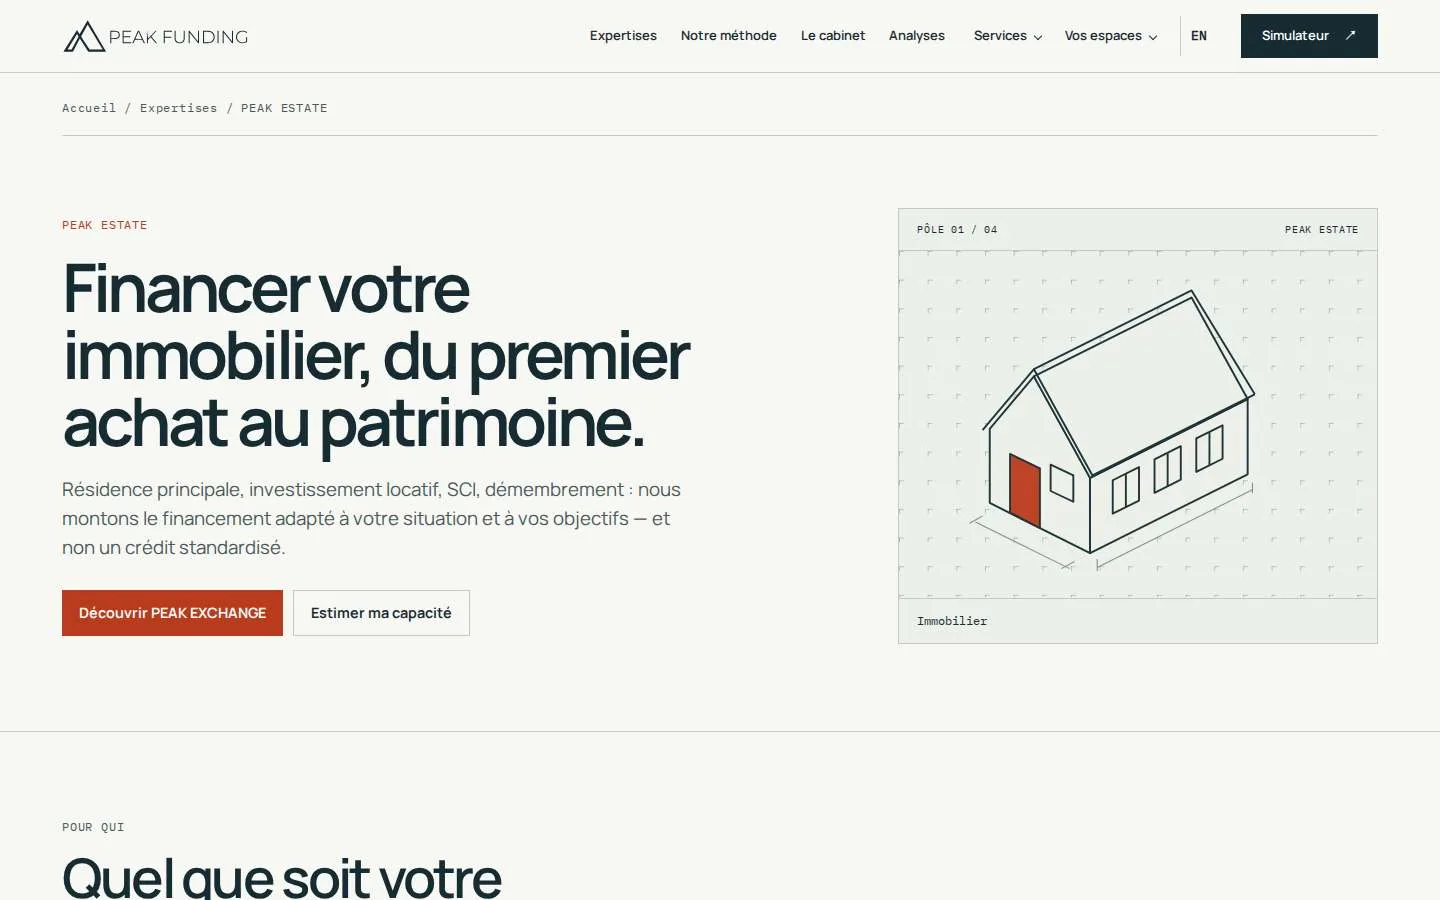 PEAK FUNDING
Expertises Notre méthode Le cabinet Analyses Services Vos espaces EN Simulateur ↗
Accueil / Expertises / PEAK ESTATE
PEAK ESTATE
Financer votre
immobilier, du premier
achat au patrimoine.
Résidence principale, investissement locatif, SCI, démembrement : nous
montons le financement adapté à votre situation et à vos objectifs — et
non un crédit standardisé.
Découvrir PEAK EXCHANGE Estimer ma capacité
PÔLE 01 / 04 PEAK ESTATE
Immobilier
POUR QUI
Quel que soit votre